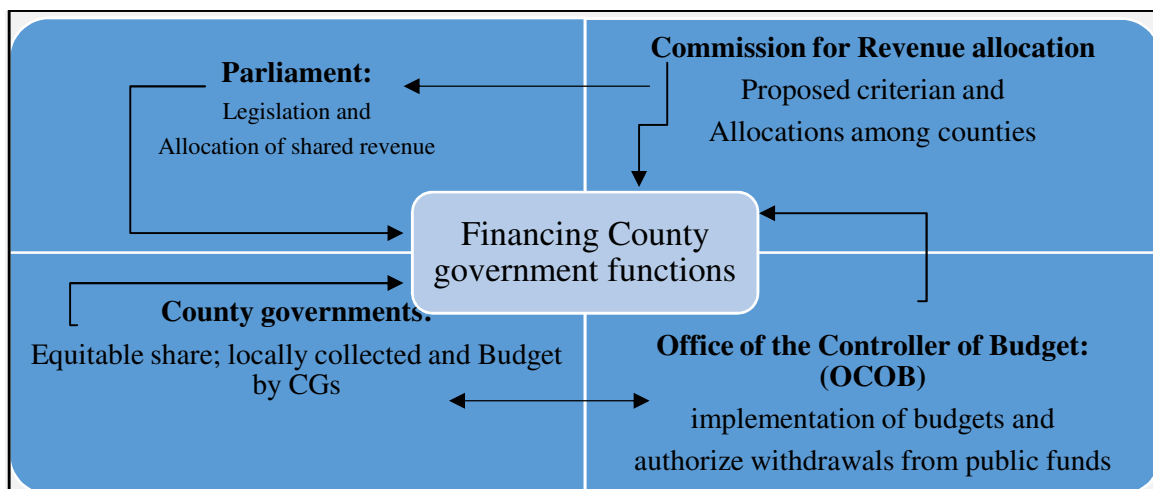 Parliament:
Legislation and
Allocation of shared revenue
Commission for Revenue allocation
Proposed criterian and
Allocations among counties
Financing County
government functions
County governments:
Equitable share; locally collected and Budget
by CGs
Office of the Controller of Budget:
(OCOB)
implementation of budgets and
authorize withdrawals from public funds